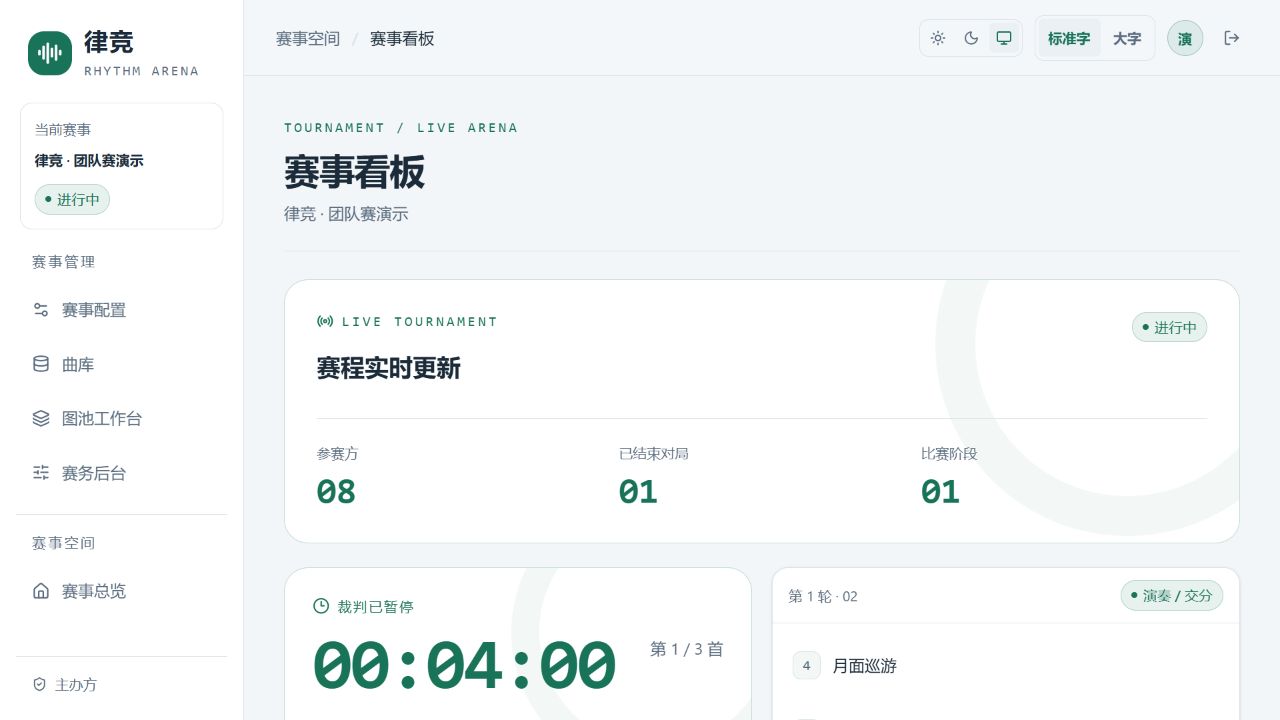 律竞
RHYTHM ARENA
当前赛事
律竞 · 团队赛演示
进行中
赛事管理
赛事配置
曲库
图池工作台
赛务后台
赛事空间
赛事总览
主办方
赛事空间 / 赛事看板
标准字 大字 演
TOURNAMENT / LIVE ARENA
赛事看板
律竞 · 团队赛演示
LIVE TOURNAMENT
进行中
赛程实时更新
参赛方 已结束对局 比赛阶段
08 01 01
裁判已暂停
00:04:00 第 1 / 3 首
第 1 轮 · 02 演奏 / 交分
4 月面巡游